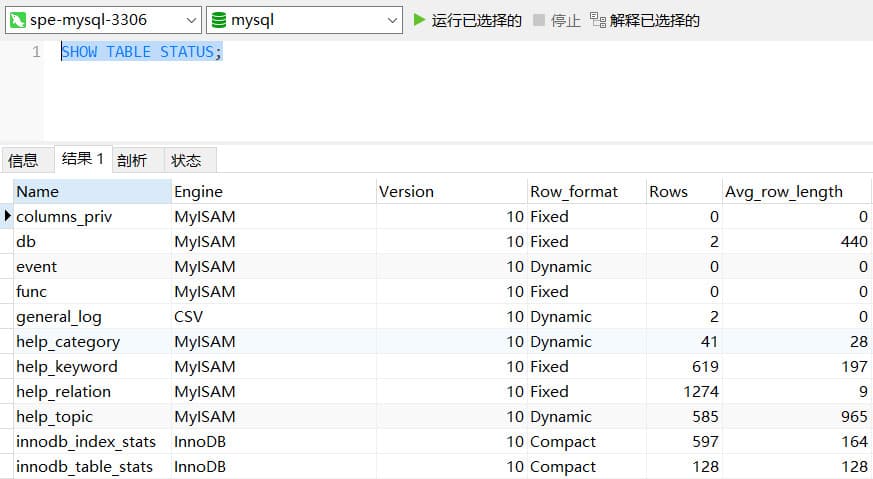 spe-mysql-3306 mysql 运行已选择的 停止 解释已选择的
1 SHOW TABLE STATUS;
信息 结果 1 剖析 状态
Name Engine Version Row_format Rows Avg_row_length
columns_priv MyISAM 10 Fixed 0 0
db MyISAM 10 Fixed 2 440
event MyISAM 10 Dynamic 0 0
func MyISAM 10 Fixed 0 0
general_log CSV 10 Dynamic 2 0
help_category MyISAM 10 Dynamic 41 28
help_keyword MyISAM 10 Fixed 619 197
help_relation MyISAM 10 Fixed 1274 9
help_topic MyISAM 10 Dynamic 585 965
innodb_index_stats InnoDB 10 Compact 597 164
innodb_table_stats InnoDB 10 Compact 128 128